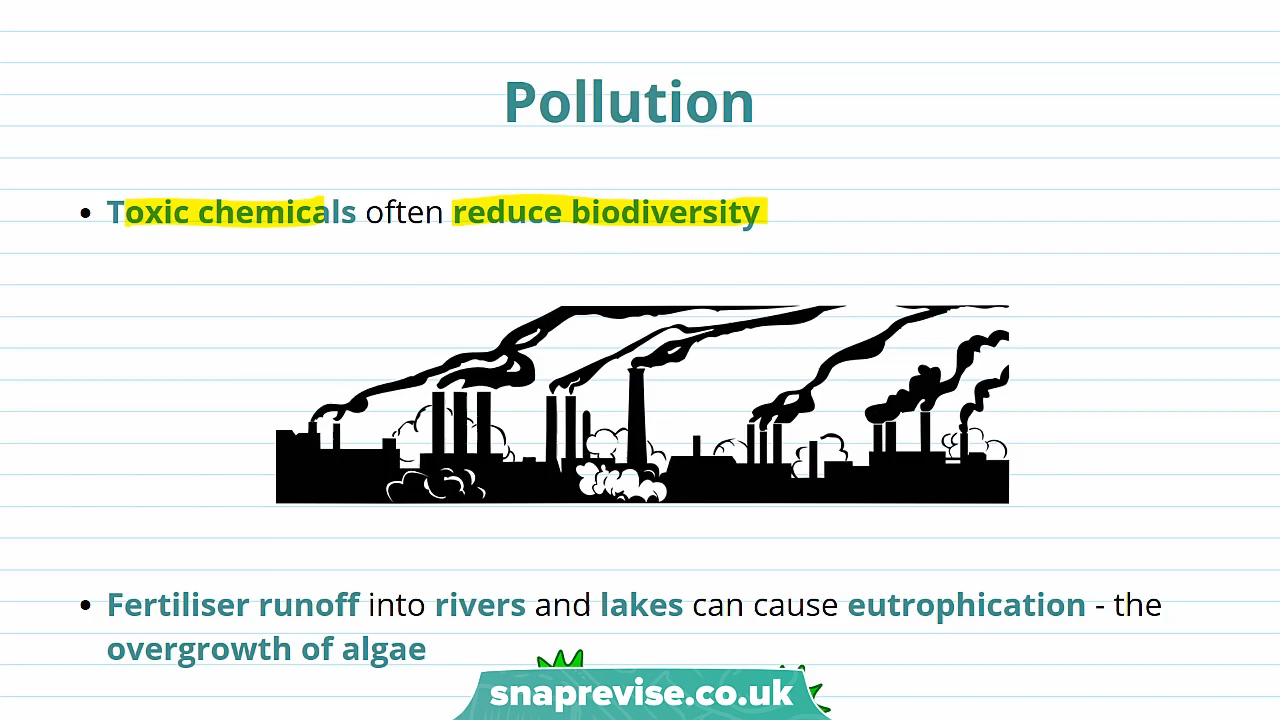 Pollution
• Toxic chemicals often reduce biodiversity
• Fertiliser runoff into rivers and lakes can cause eutrophication - the
overgrowth of algae
snaprevise.co.uk